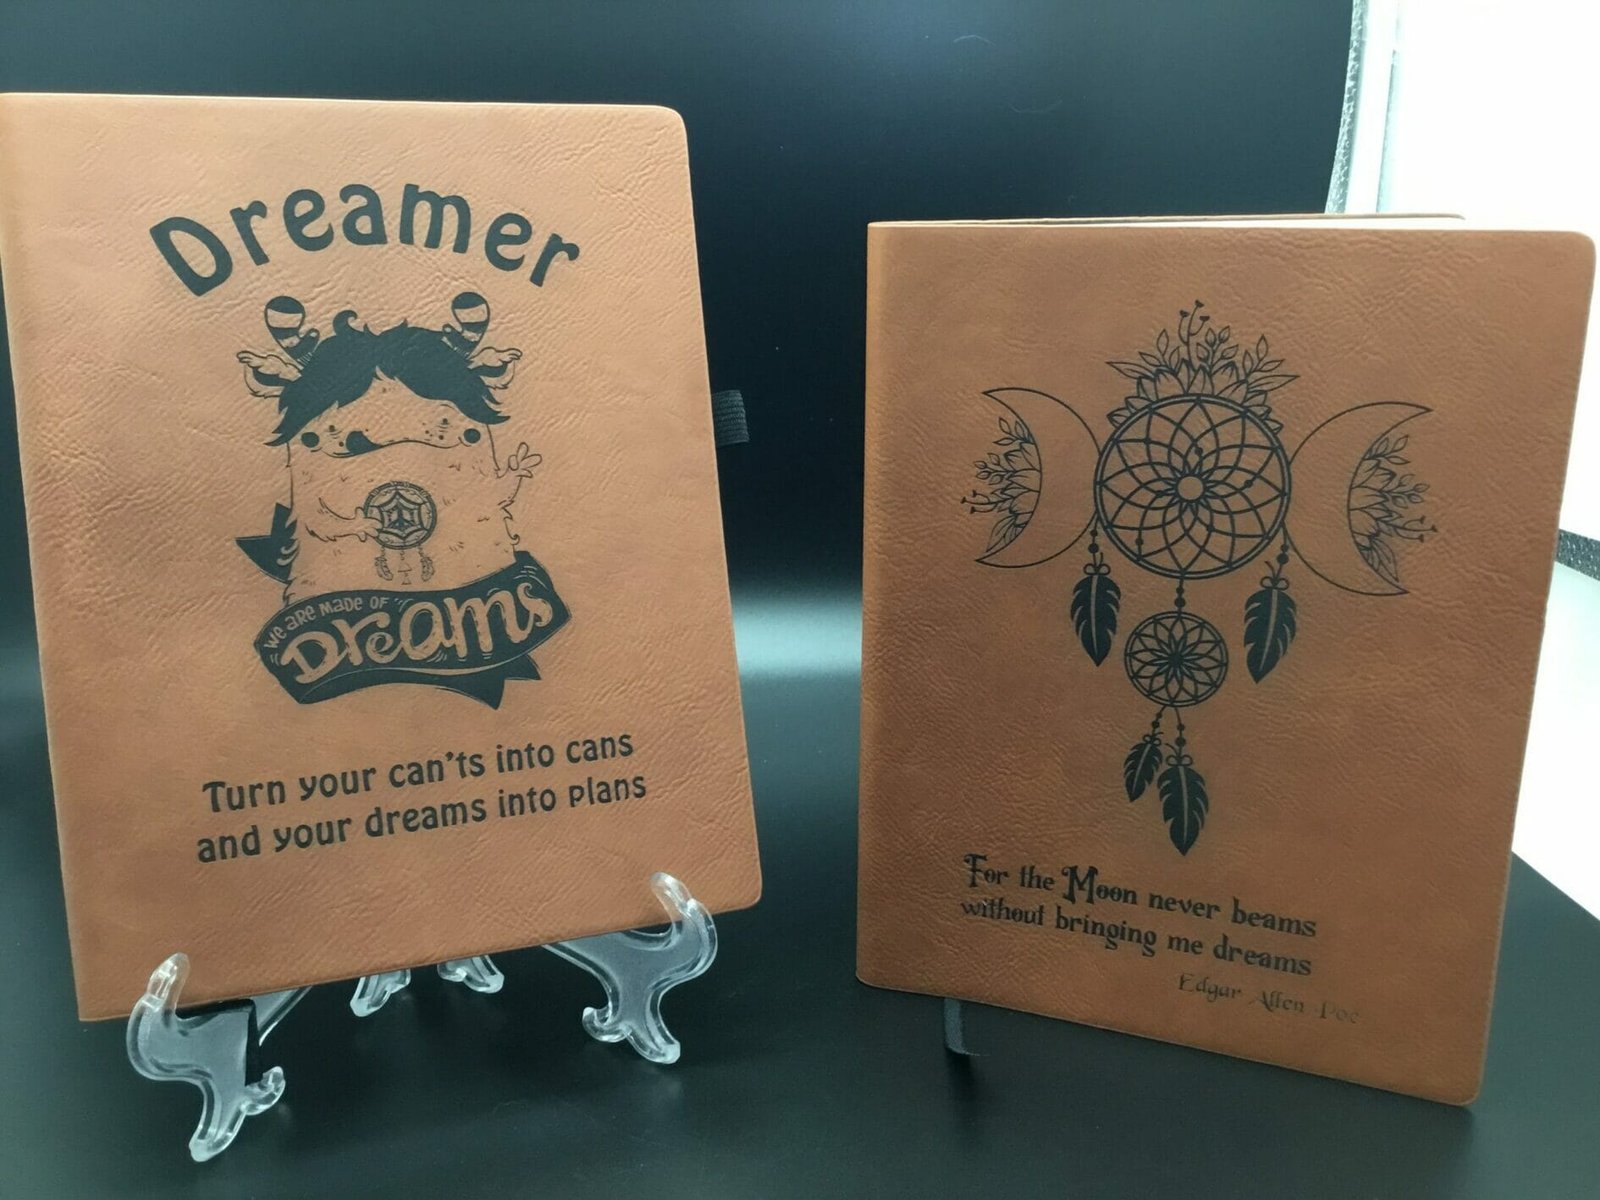 Dreamer
WE ARE MADE OF
Dreams
Turn your can'ts into cans
and your dreams into plans
For the Moon never beams
without bringing me dreams
Edgar Allen Poe